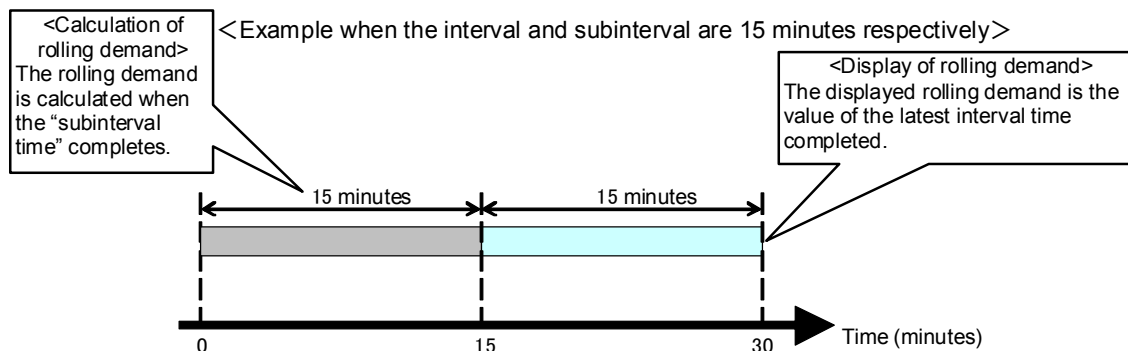 <Calculation of
rolling demand>
The rolling demand
is calculated when
the “subinterval
time” completes.
＜Example when the interval and subinterval are 15 minutes respectively＞
<Display of rolling demand>
The displayed rolling demand is the
value of the latest interval time
completed.
15 minutes
15 minutes
0
15
30
Time (minutes)